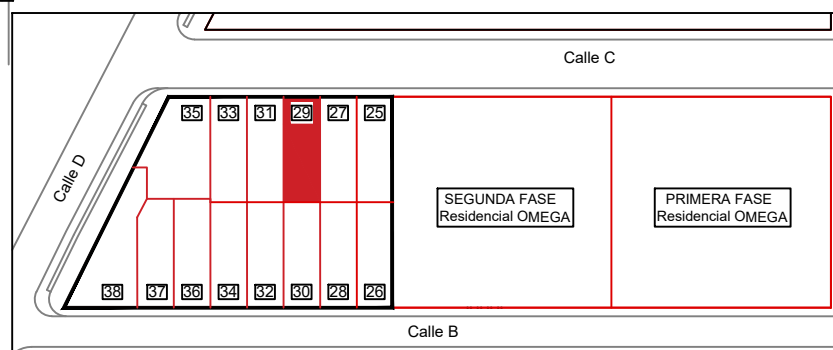 Calle C
35 33 31 29 27 25
Calle D
SEGUNDA FASE
Residencial OMEGA
PRIMERA FASE
Residencial OMEGA
38 37 36 34 32 30 28 26
Calle B